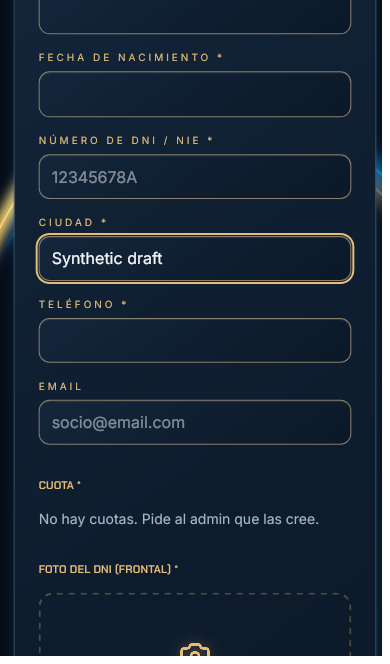 FECHA DE NACIMIENTO *
NÚMERO DE DNI / NIE *
12345678A
CIUDAD *
Synthetic draft
TELÉFONO *
EMAIL
socio@email.com
CUOTA *
No hay cuotas. Pide al admin que las cree.
FOTO DEL DNI (FRONTAL) *